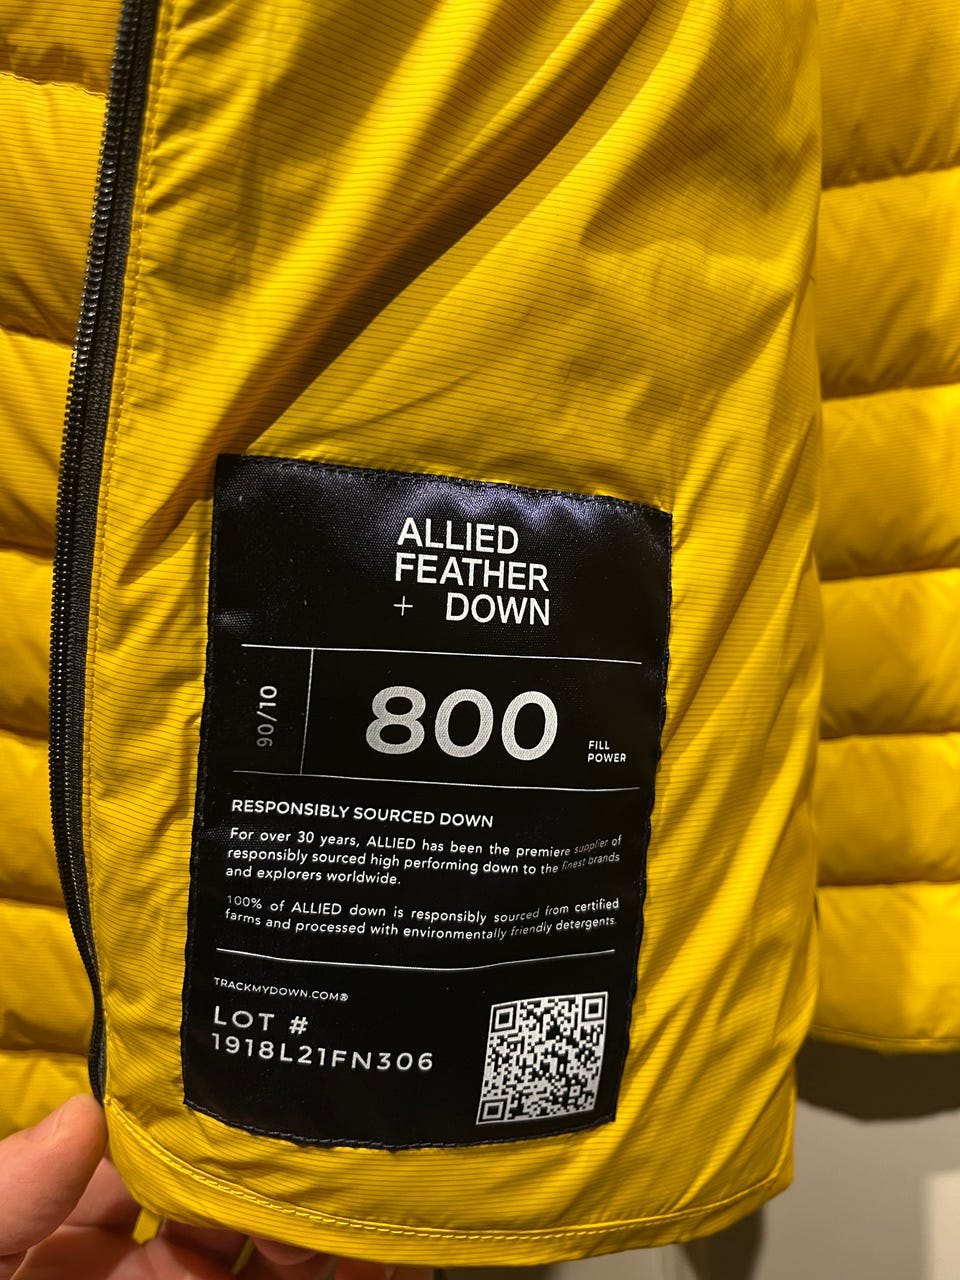 ALLIED
FEATHER
+ DOWN
90/10
800
FILL
POWER
RESPONSIBLY SOURCED DOWN
For over 30 years, ALLIED has been the premiere supplier of
responsibly sourced high performing down to the finest brands
and explorers worldwide.
100% of ALLIED down is responsibly sourced from certified
farms and processed with environmentally friendly detergents.
TRACKMYDOWN.COM®
LOT #
1918L21FN306